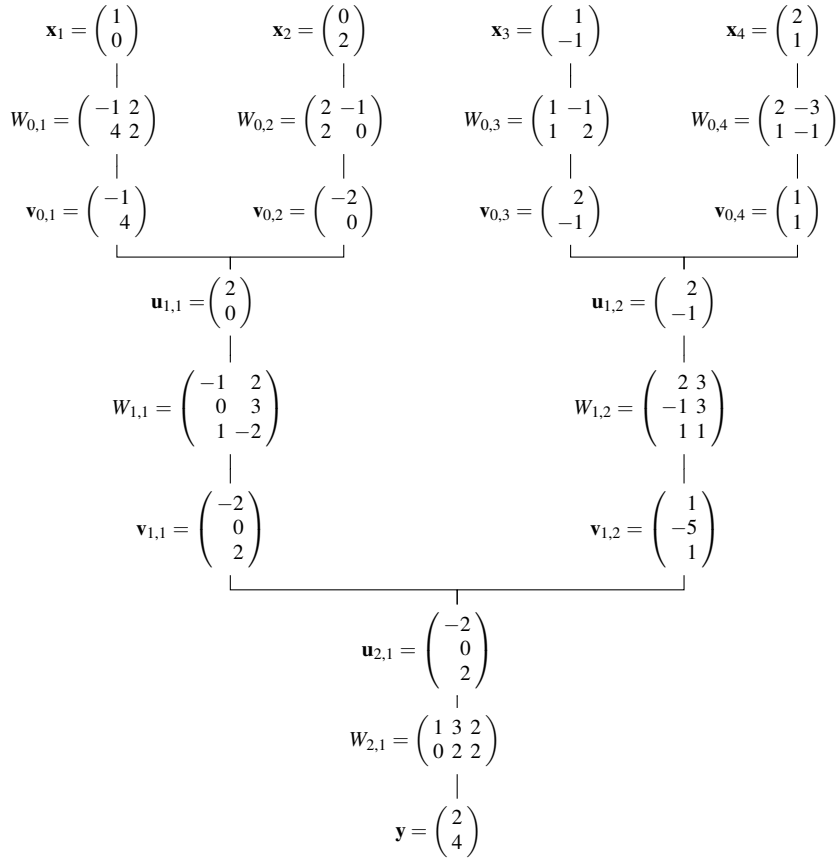 x₁ = (1 0) x₂ = (0 2) x₃ = (1 −1) x₄ = (2 1)
W₀,₁ = (−1 2 4 2) W₀,₂ = (2 −1 2 0) W₀,₃ = (1 −1 1 2) W₀,₄ = (2 −3 1 −1)
v₀,₁ = (−1 4) v₀,₂ = (−2 0) v₀,₃ = (2 −1) v₀,₄ = (1 1)
u₁,₁ = (2 0) u₁,₂ = (2 −1)
W₁,₁ = (−1 2 0 3 1 −2) W₁,₂ = (2 3 −1 3 1 1)
v₁,₁ = (−2 0 2) v₁,₂ = (1 −5 1)
u₂,₁ = (−2 0 2)
W₂,₁ = (1 3 2 0 2 2)
y = (2 4)